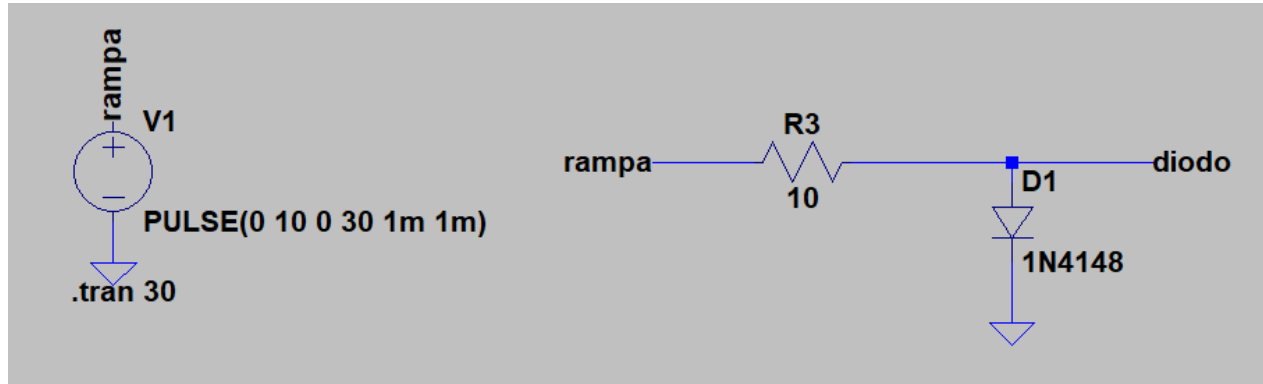 rampa
V1
PULSE(0 10 0 30 1m 1m)
.tran 30
R3
rampa
10
diodo
D1
1N4148